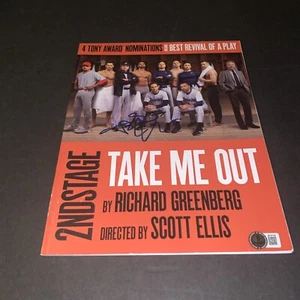 4 TONY AWARD NOMINATIONS BEST REVIVAL OF A PLAY
2NDSTAGE
TAKE ME OUT
BY RICHARD GREENBERG
DIRECTED BY SCOTT ELLIS